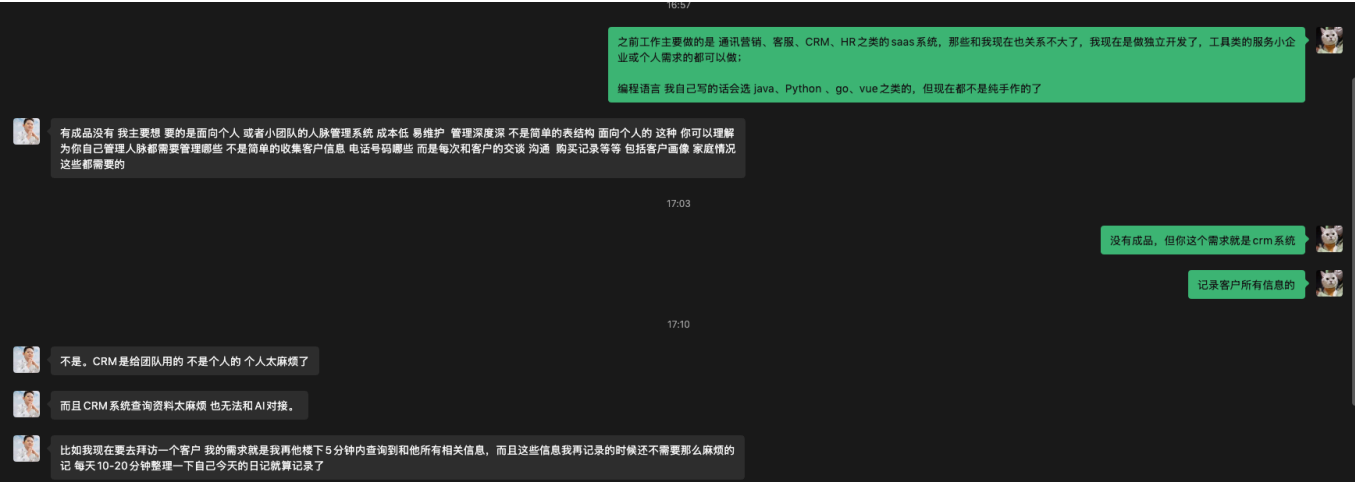 16:57
之前工作主要做的是 通讯营销、客服、CRM、HR之类的saas系统，那些和我现在也关系不大了，我现在是做独立开发了，工具类的服务小企
业或个人需求的都可以做；
编程语言 我自己写的话会选 java、Python 、go、vue之类的，但现在都不是纯手作的了
有成品没有 我主要想 要的是面向个人 或者小团队的人脉管理系统 成本低 易维护 管理深度深 不是简单的表结构 面向个人的 这种 你可以理解
为你自己管理人脉都需要管理哪些 不是简单的收集客户信息 电话号码哪些 而是每次和客户的交谈 沟通 购买记录等等 包括客户画像 家庭情况
这些都需要的
17:03
没有成品，但你这个需求就是crm系统
记录客户所有信息的
17:10
不是。CRM是给团队用的 不是个人的 个人太麻烦了
而且CRM系统查询资料太麻烦 也无法和AI对接。
比如我现在要去拜访一个客户 我的需求就是我再他楼下5分钟内查询到和他所有相关信息，而且这些信息我再记录的时候还不需要那么麻烦的
记 每天10-20分钟整理一下自己今天的日记就算记录了